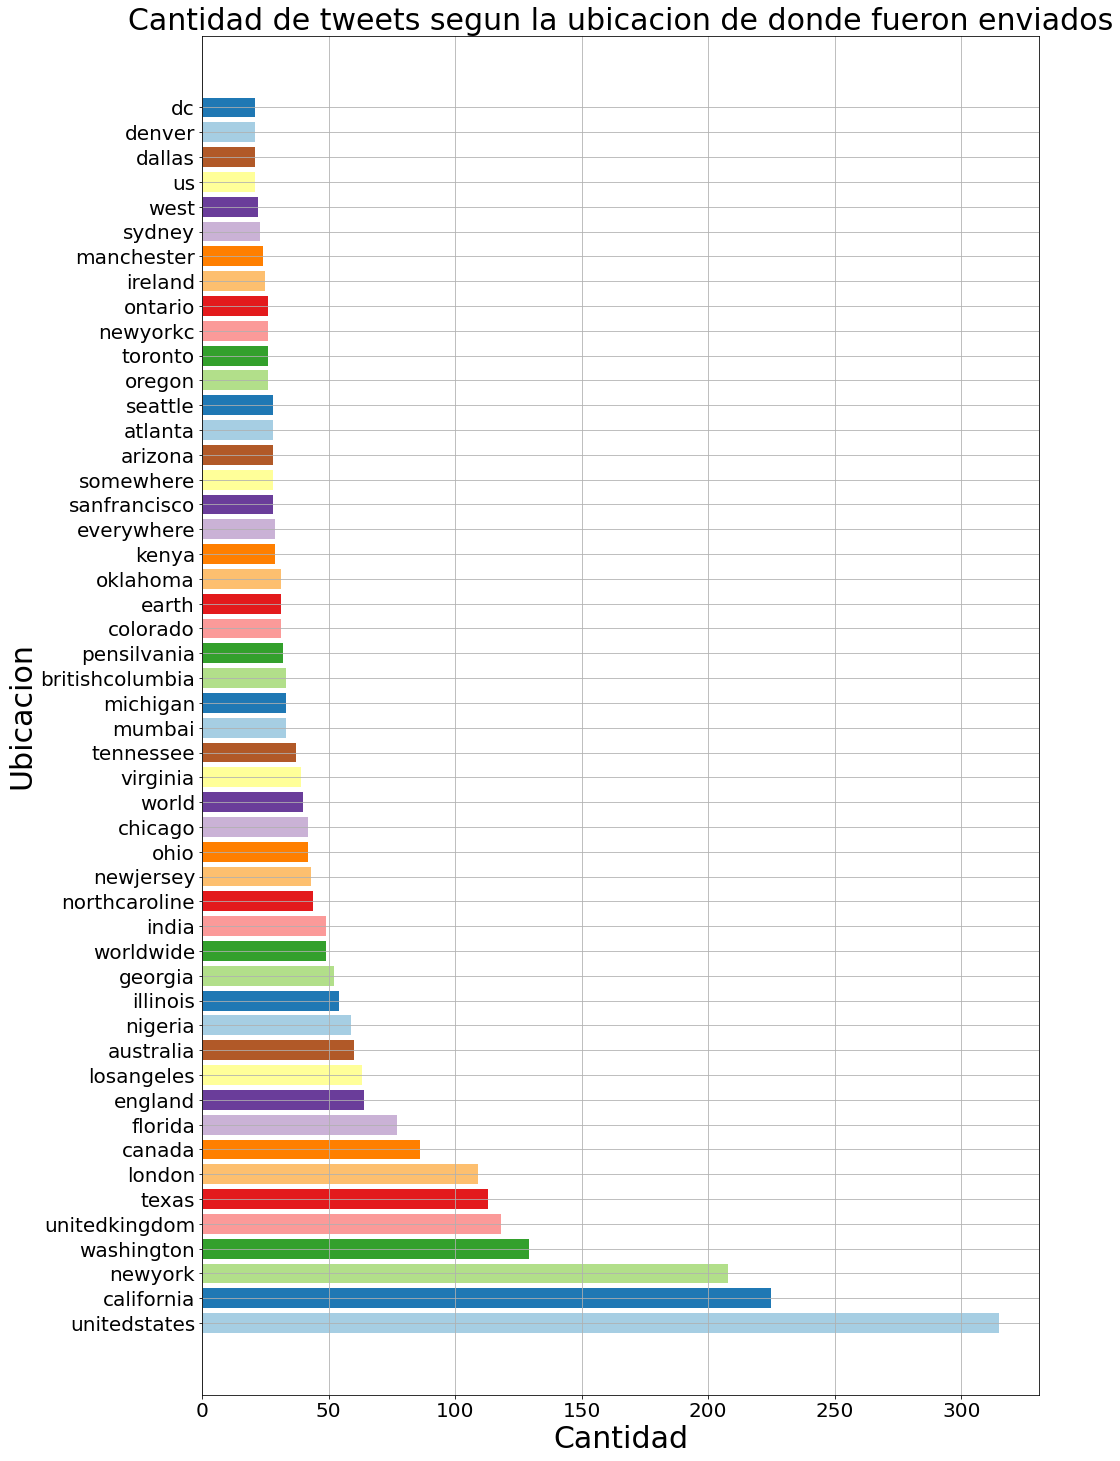 Cantidad de tweets segun la ubicacion de donde fueron enviados
dc
denver
dallas
us
west
sydney
manchester
ireland
ontario
newyorkc
toronto
oregon
seattle
atlanta
arizona
somewhere
sanfrancisco
everywhere
kenya
oklahoma
earth
colorado
pensilvania
britishcolumbia
michigan
mumbai
tennessee
virginia
world
chicago
ohio
newjersey
northcaroline
india
worldwide
georgia
illinois
nigeria
australia
losangeles
england
florida
canada
london
texas
unitedkingdom
washington
newyork
california
unitedstates
Ubicacion
0 50 100 150 200 250 300
Cantidad